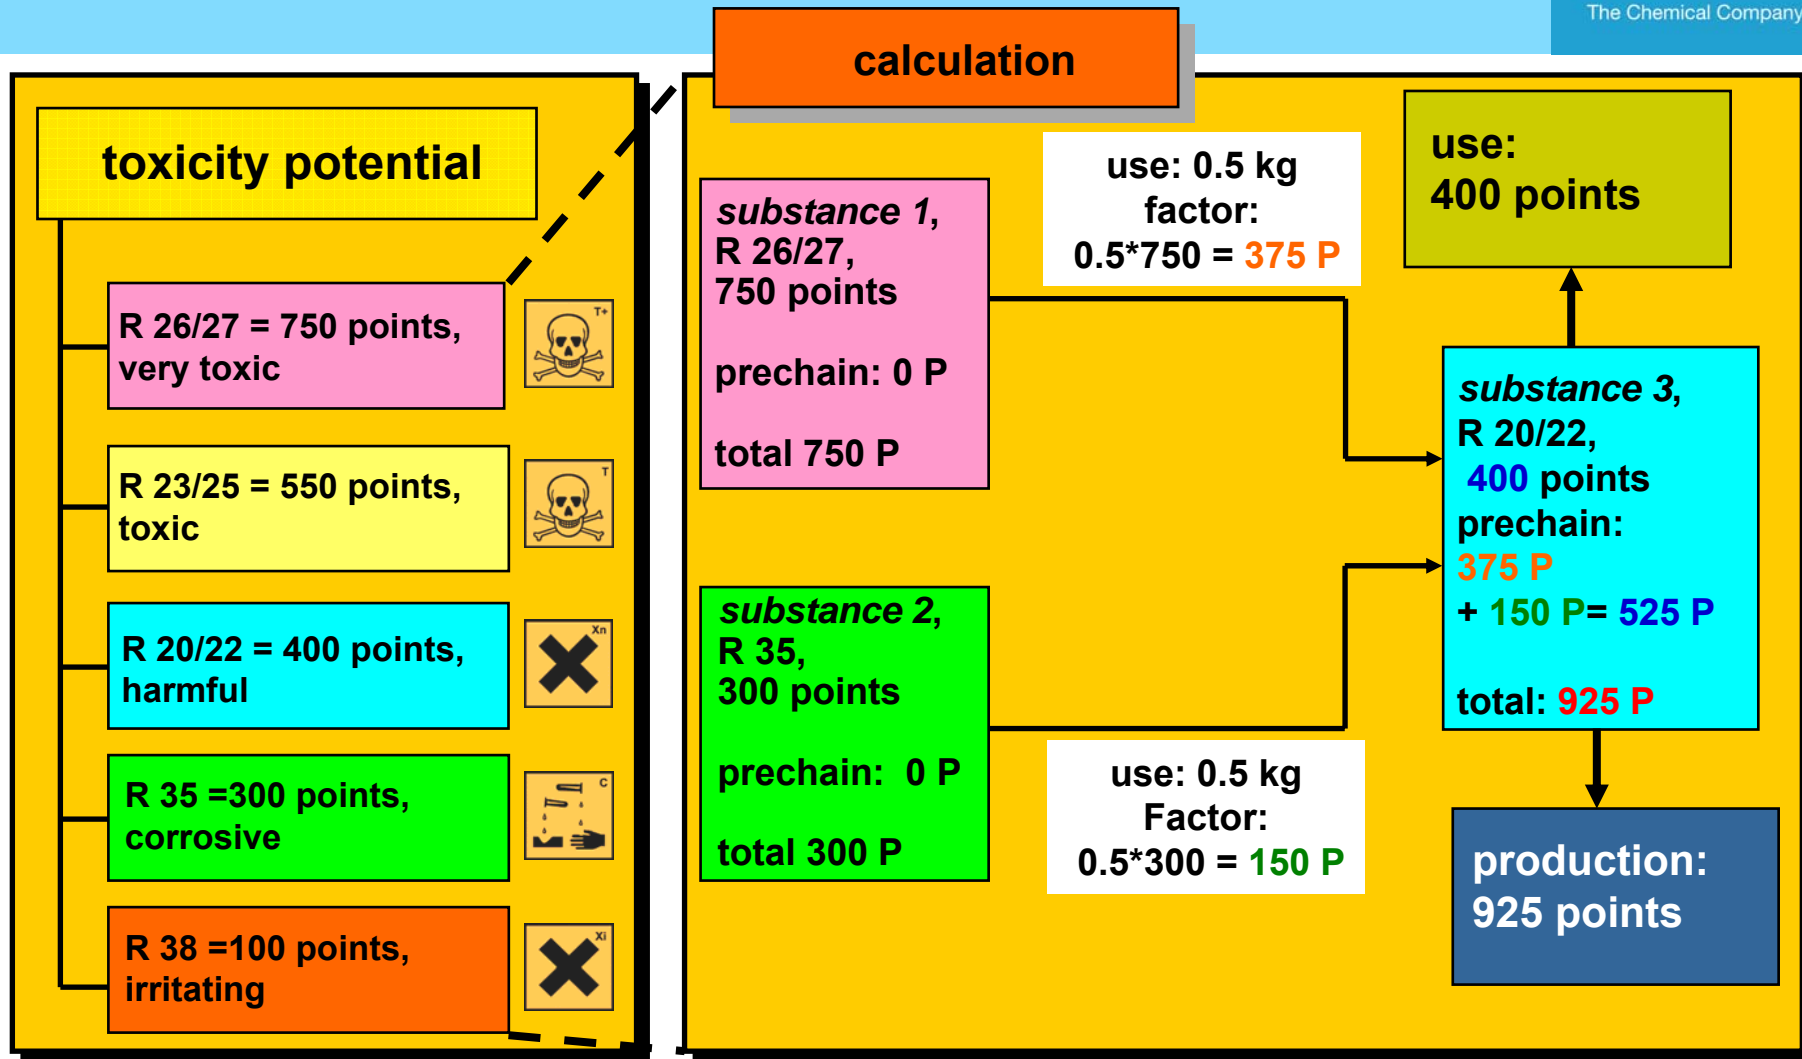 The Chemical Company
calculation
toxicity potential
R 26/27 = 750 points,
very toxic
T+
R 23/25 = 550 points,
toxic
T
R 20/22 = 400 points,
harmful
Xn
R 35 =300 points,
corrosive
C
R 38 =100 points,
irritating
Xi
substance 1,
R 26/27,
750 points
prechain: 0 P
total 750 P
use: 0.5 kg
factor:
0.5*750 = 375 P
substance 2,
R 35,
300 points
prechain: 0 P
total 300 P
use: 0.5 kg
Factor:
0.5*300 = 150 P
use:
400 points
substance 3,
R 20/22,
400 points
prechain:
375 P
+ 150 P= 525 P
total: 925 P
production:
925 points